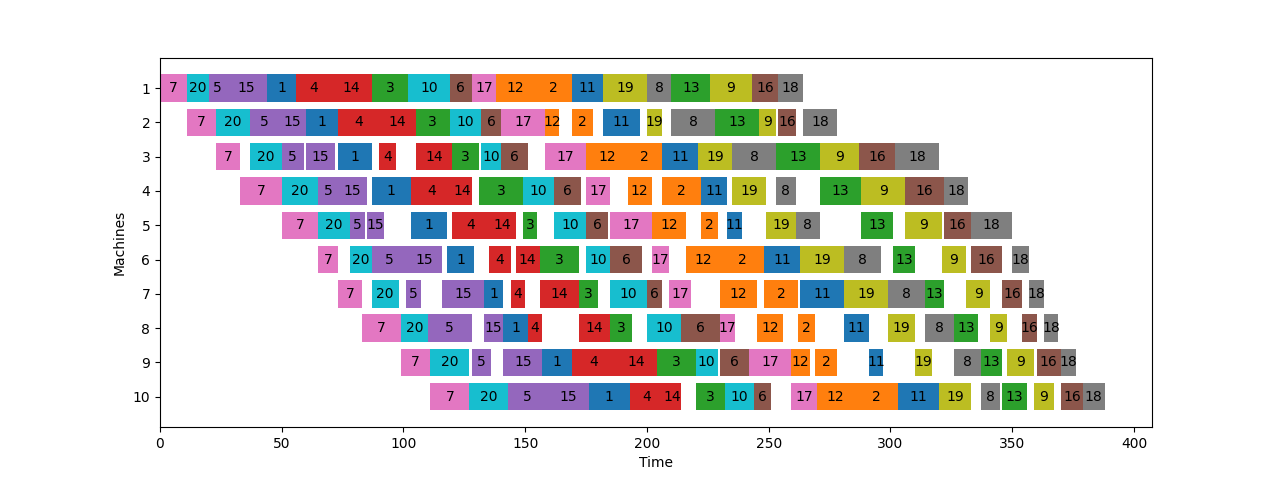 1 7 20 5 15 1 4 14 3 10 6 17 12 2 11 19 8 13 9 16 18
2 7 20 5 15 1 4 14 3 10 6 17 12 2 11 19 8 13 9 16 18
3 7 20 5 15 1 4 14 3 10 6 17 12 2 11 19 8 13 9 16 18
4 7 20 5 15 1 4 14 3 10 6 17 12 2 11 19 8 13 9 16 18
5 7 20 5 15 1 4 14 3 10 6 17 12 2 11 19 8 13 9 16 18
6 7 20 5 15 1 4 14 3 10 6 17 12 2 11 19 8 13 9 16 18
7 7 20 5 15 1 4 14 3 10 6 17 12 2 11 19 8 13 9 16 18
8 7 20 5 15 1 4 14 3 10 6 17 12 2 11 19 8 13 9 16 18
9 7 20 5 15 1 4 14 3 10 6 17 12 2 11 19 8 13 9 16 18
10 7 20 5 15 1 4 14 3 10 6 17 12 2 11 19 8 13 9 16 18
0 50 100 150 200 250 300 350 400
Time
Machines